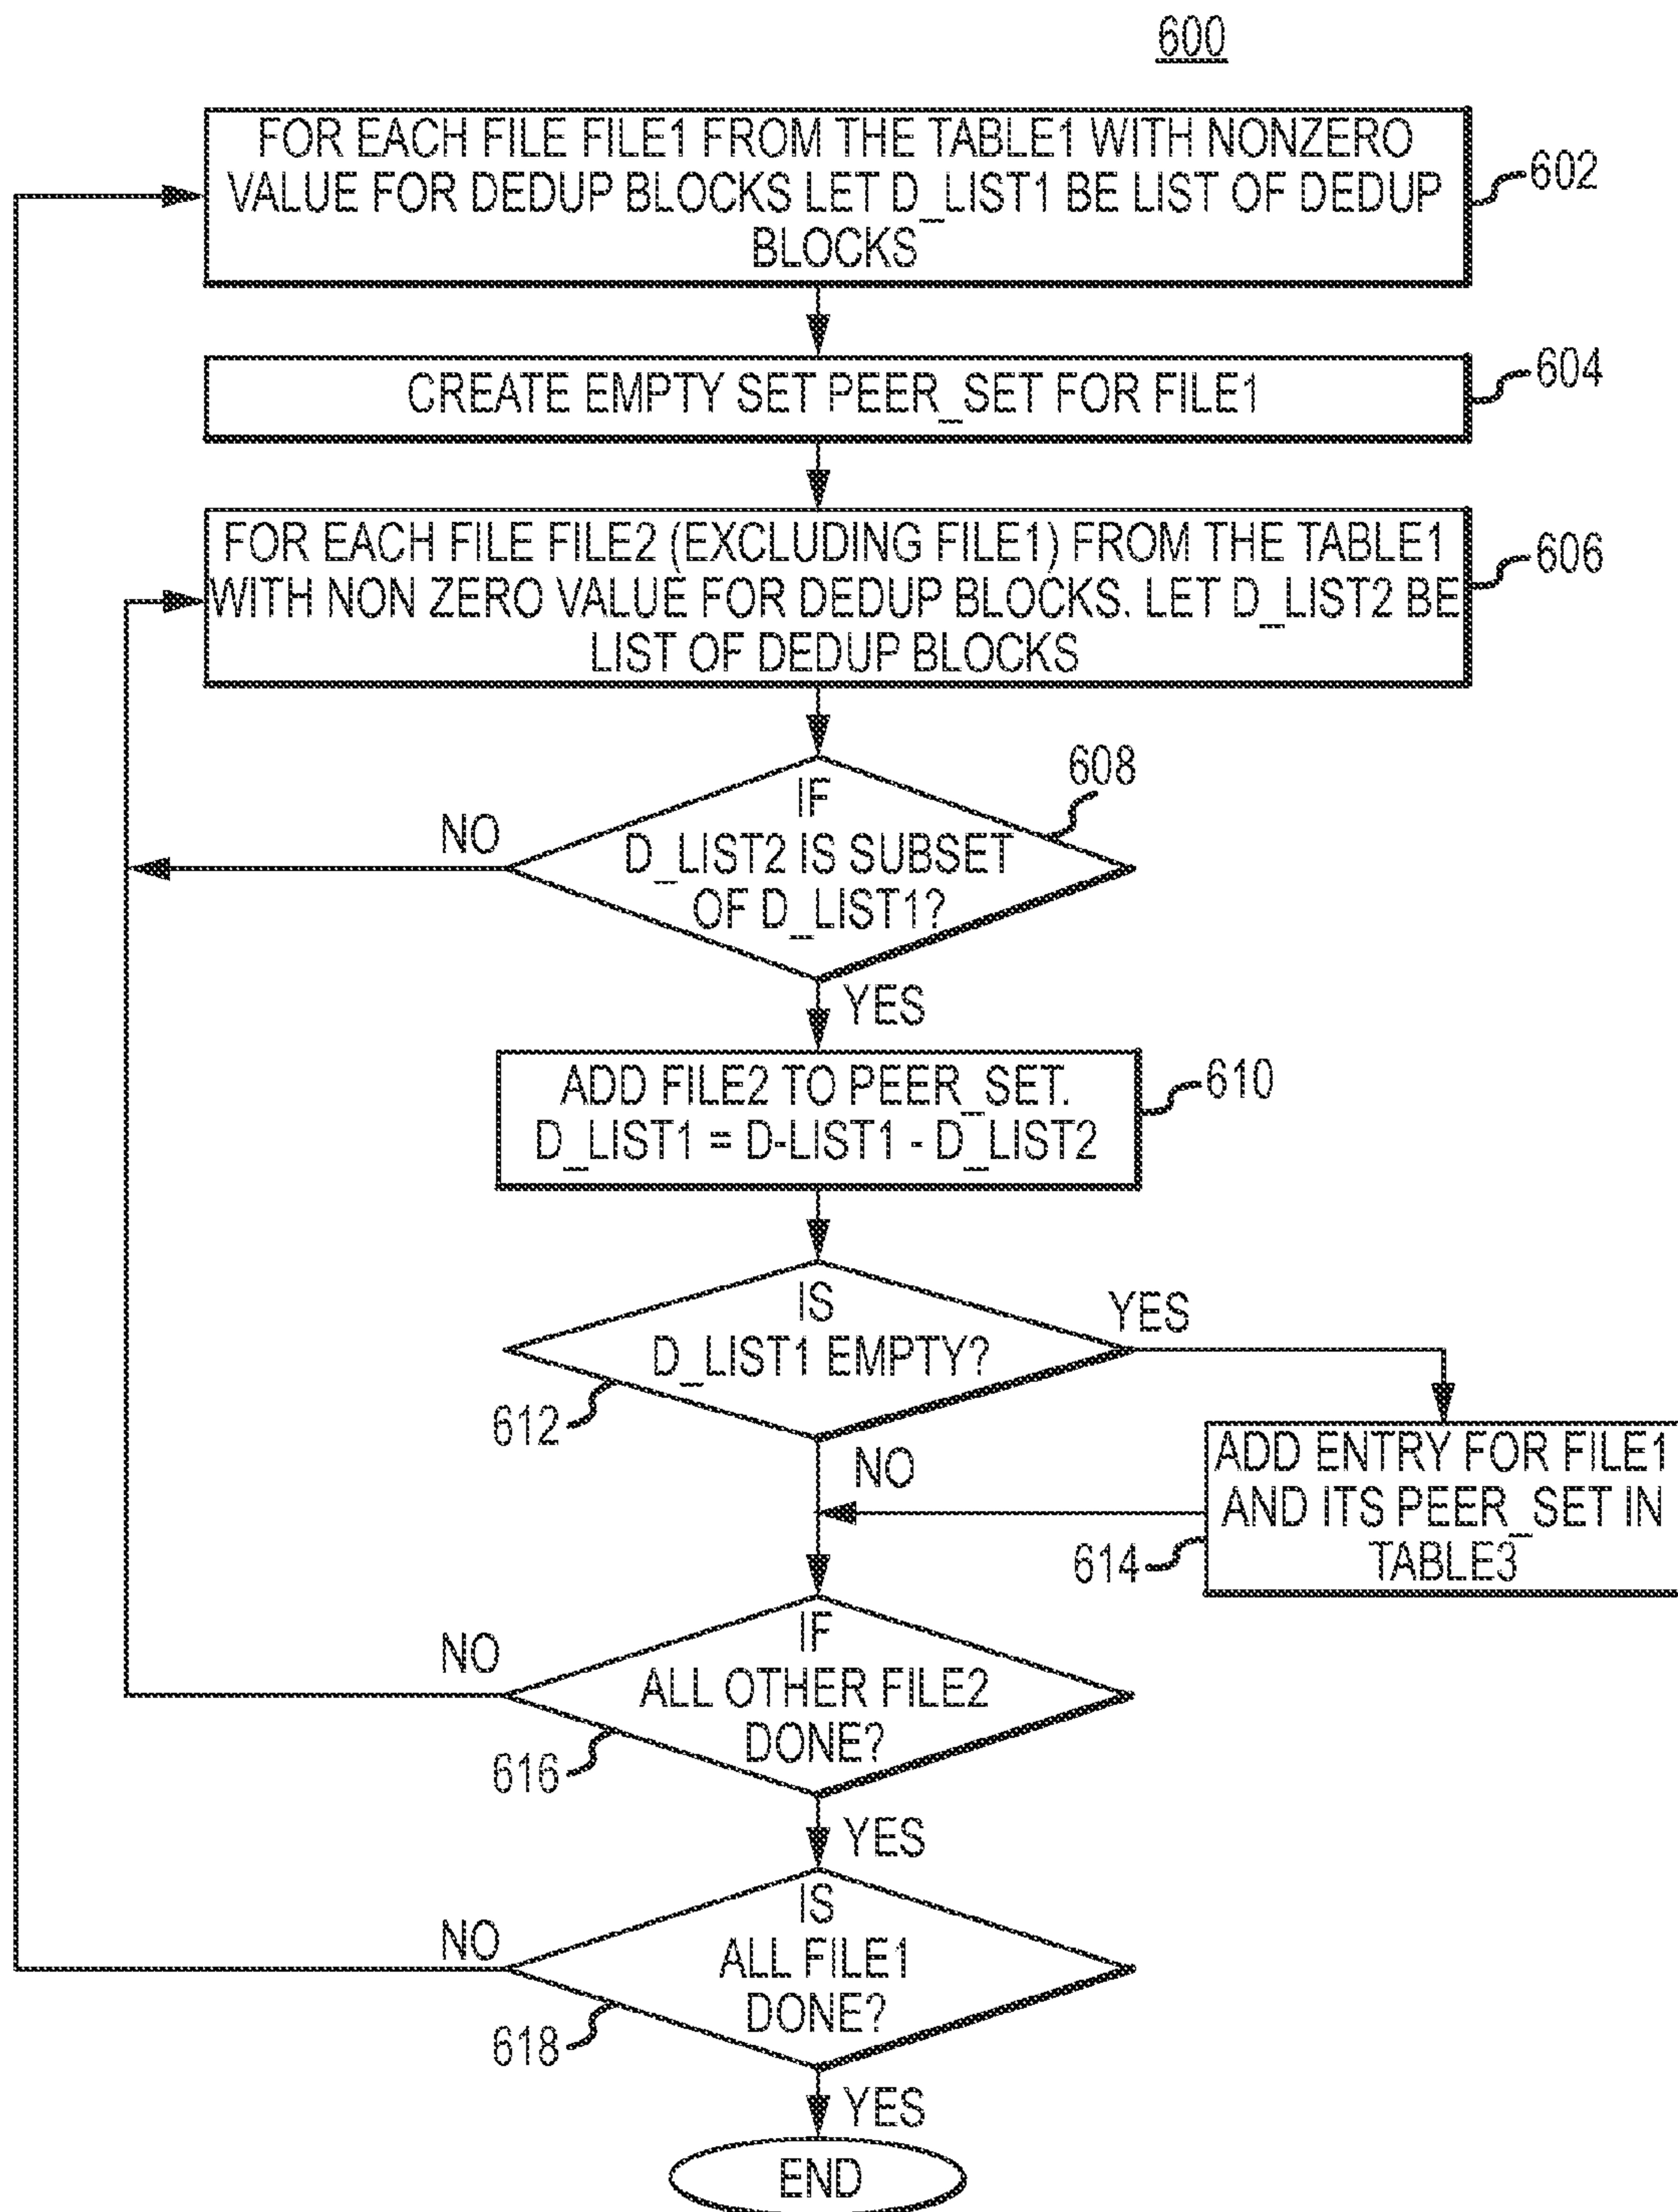 600
FOR EACH FILE FILE1 FROM THE TABLE1 WITH NONZERO
VALUE FOR DEDUP BLOCKS LET D_LIST1 BE LIST OF DEDUP
BLOCKS
602
CREATE EMPTY SET PEER_SET FOR FILE1
604
FOR EACH FILE FILE2 (EXCLUDING FILE1) FROM THE TABLE1
WITH NON ZERO VALUE FOR DEDUP BLOCKS. LET D_LIST2 BE
LIST OF DEDUP BLOCKS
606
608
IF
D_LIST2 IS SUBSET
OF D_LIST1?
NO
YES
ADD FILE2 TO PEER_SET.
D_LIST1 = D-LIST1 - D_LIST2
610
IS
D_LIST1 EMPTY?
YES
612
NO
ADD ENTRY FOR FILE1
AND ITS PEER_SET IN
TABLE3
614
IF
ALL OTHER FILE2
DONE?
NO
616
YES
IS
ALL FILE1
DONE?
NO
618
YES
END